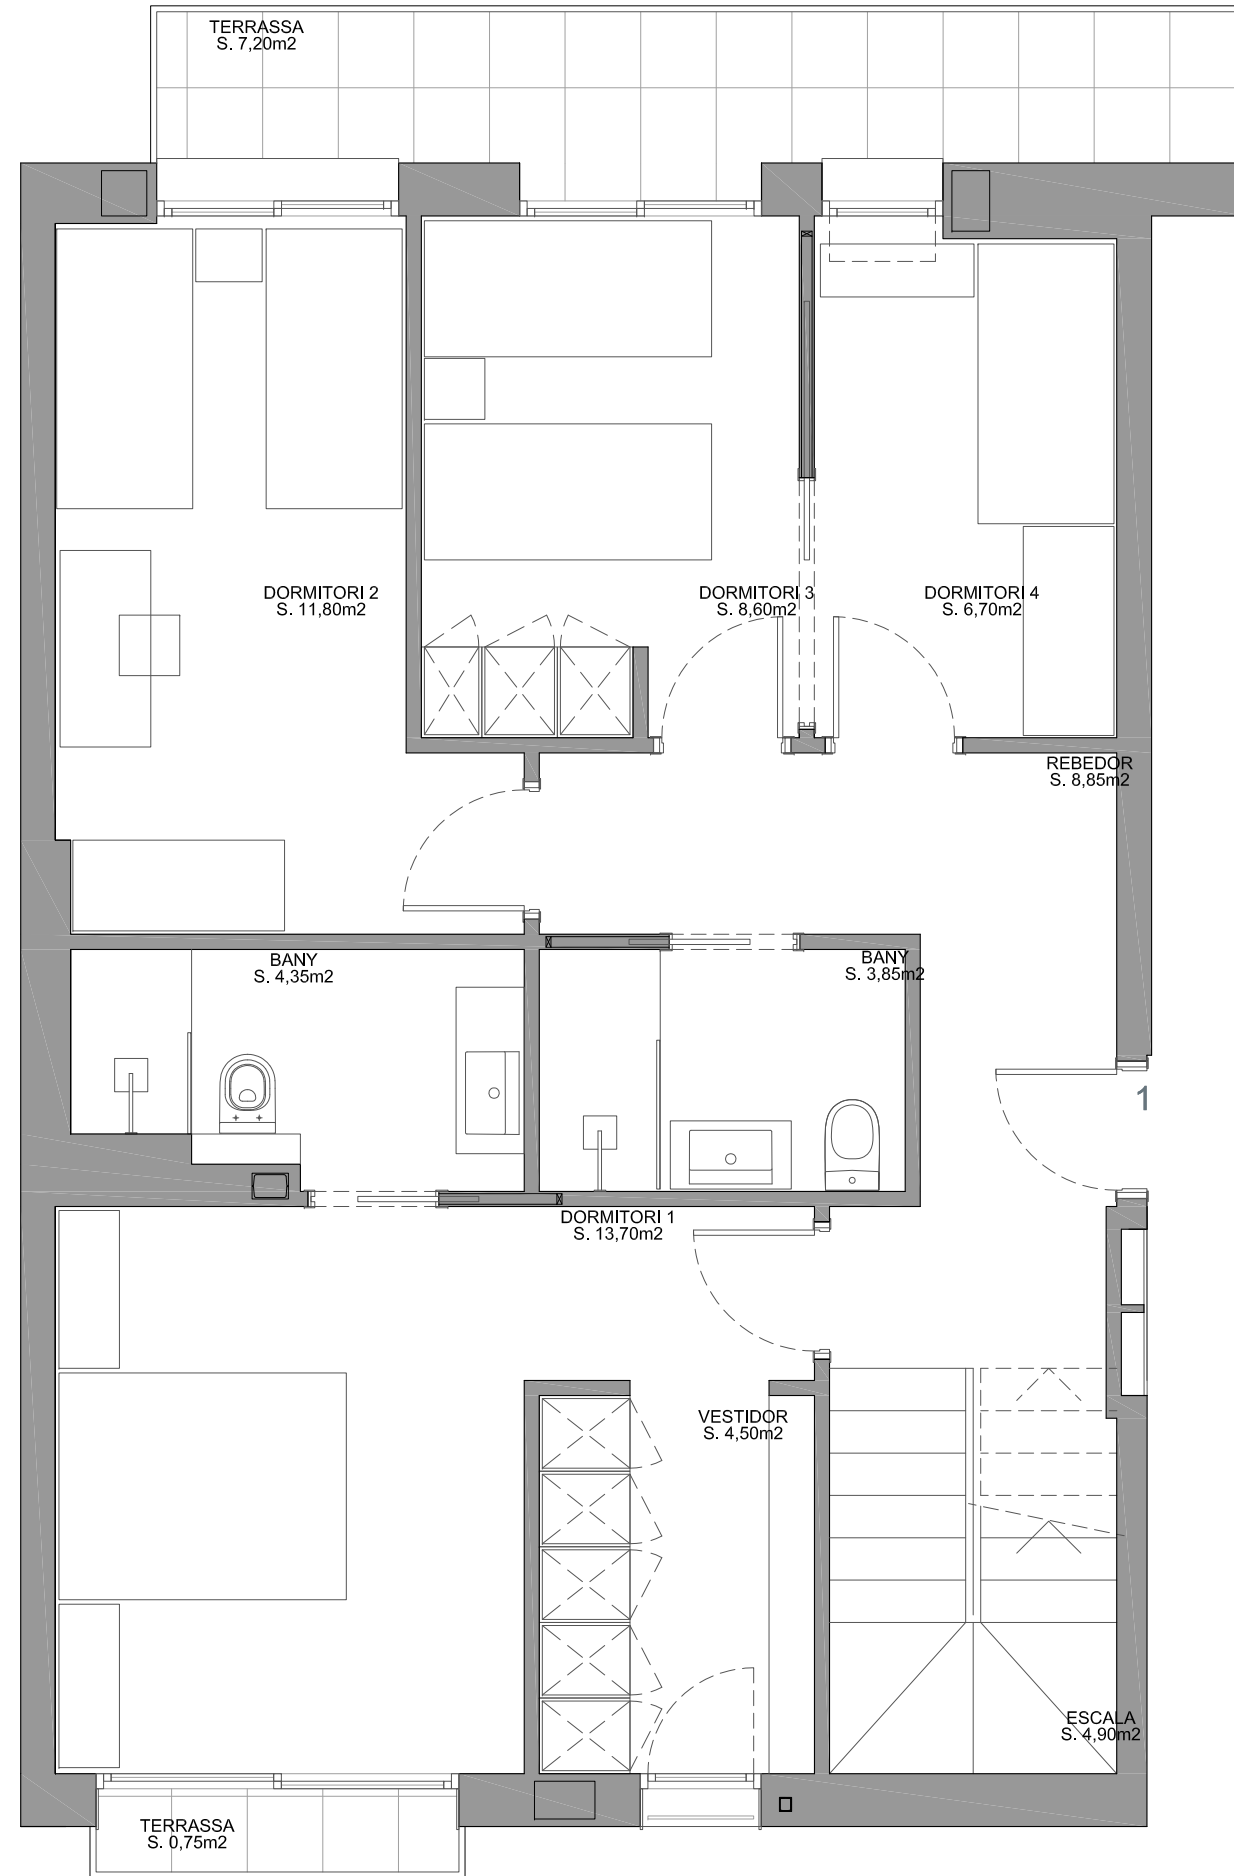 TERRASSA
S. 7,20m2
DORMITORI 2
S. 11,80m2
DORMITORI 3
S. 8,60m2
DORMITORI 4
S. 6,70m2
REBEDOR
S. 8,85m2
BANY
S. 4,35m2
BANY
S. 3,85m2
1
DORMITORI 1
S. 13,70m2
VESTIDOR
S. 4,50m2
ESCALA
S. 4,90m2
TERRASSA
S. 0,75m2